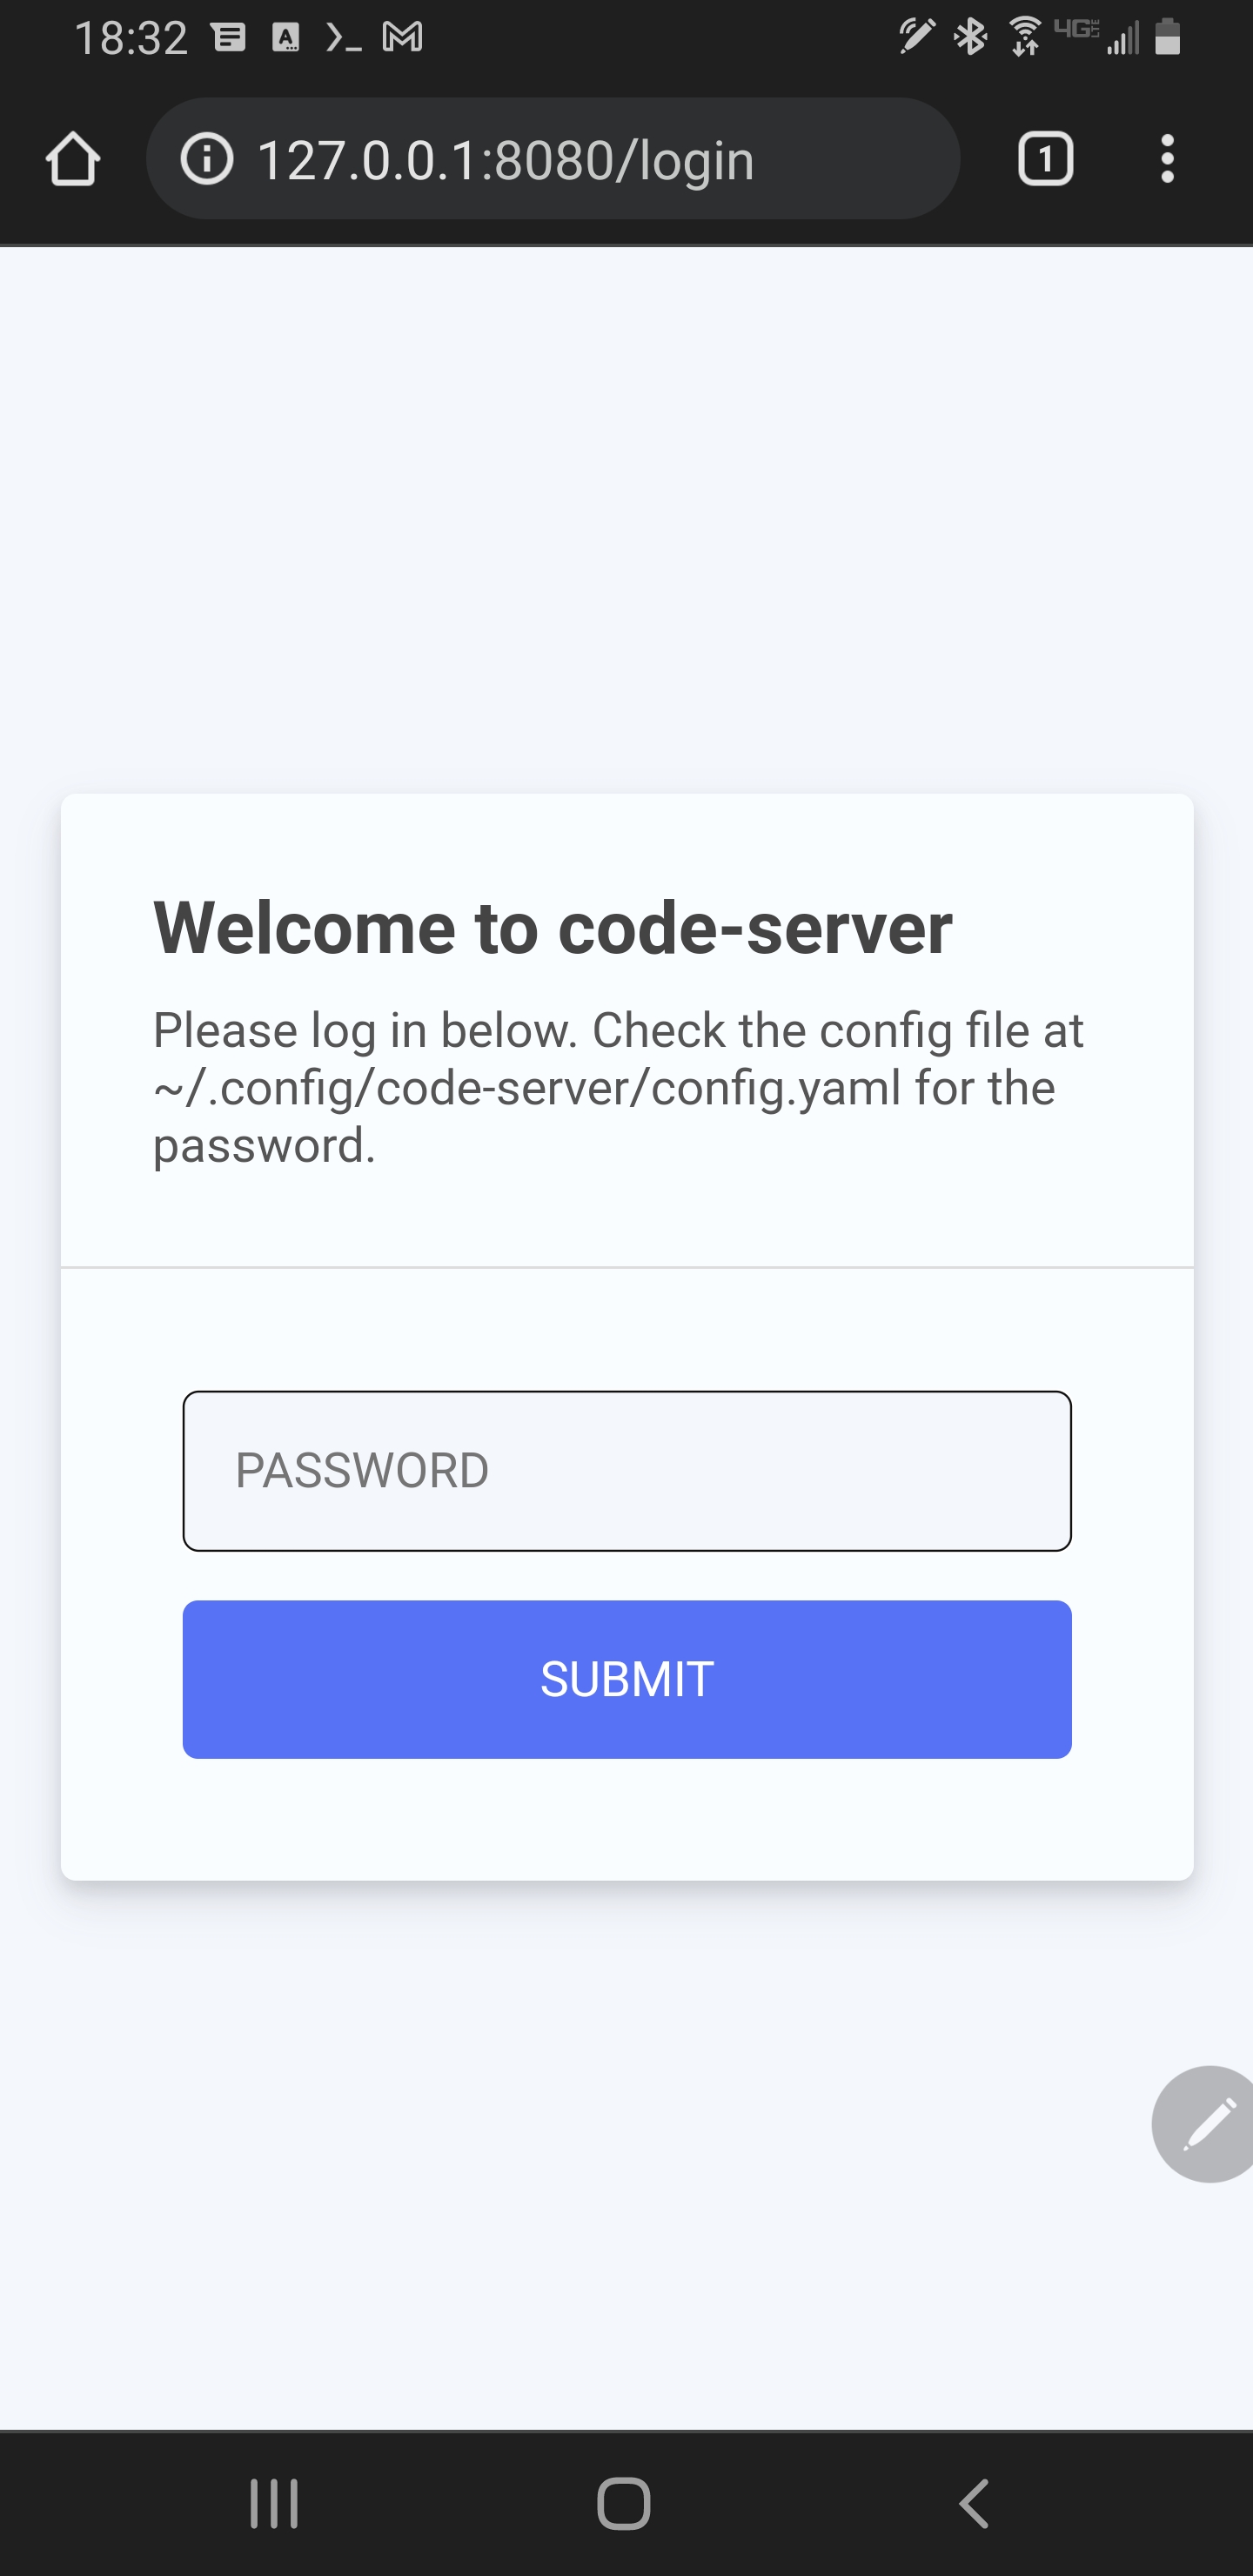 18:32 4G LTE
127.0.0.1:8080/login 1
Welcome to code-server
Please log in below. Check the config file at
~/.config/code-server/config.yaml for the
password.
PASSWORD
SUBMIT